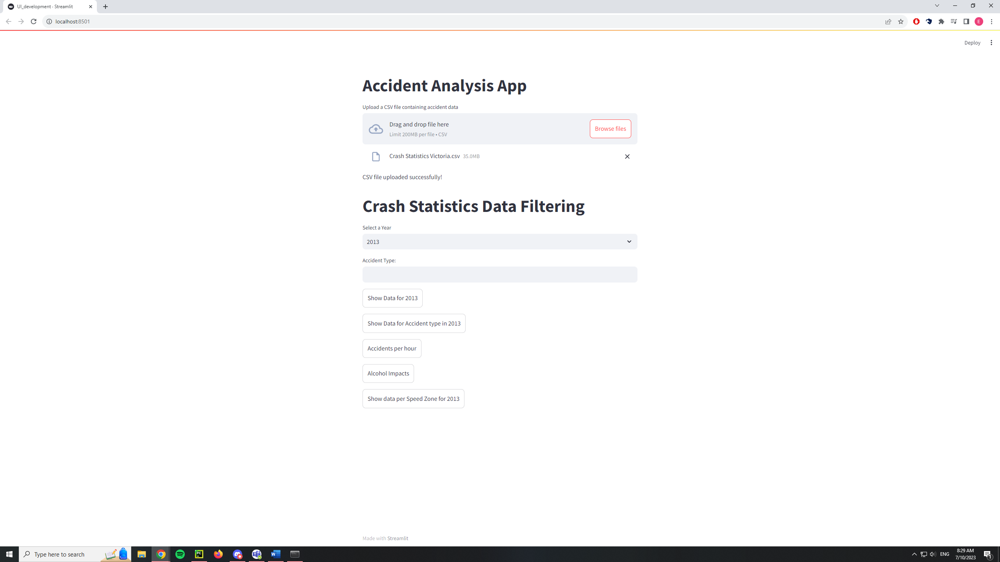 UI_development · Streamlit
localhost:8501
E
Deploy
Accident Analysis App
Upload a CSV file containing accident data
Drag and drop file here
Limit 200MB per file • CSV
Browse files
Crash Statistics Victoria.csv 35.0MB
CSV file uploaded successfully!
Crash Statistics Data Filtering
Select a Year
2013
Accident Type:
Show Data for 2013
Show Data for Accident type in 2013
Accidents per hour
Alcohol Impacts
Show data per Speed Zone for 2013
Made with Streamlit
Type here to search
PC
T
W
ENG
8:29 AM
7/10/2023
1